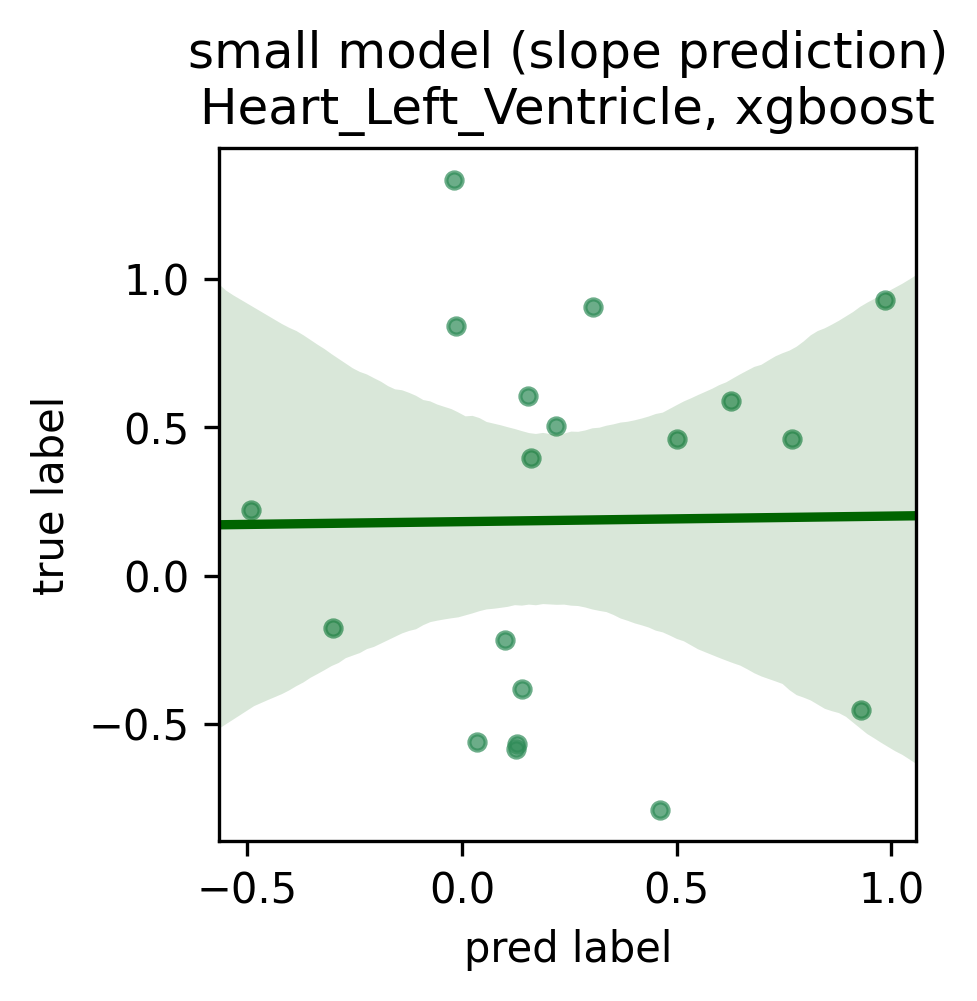 small model (slope prediction)
Heart_Left_Ventricle, xgboost
1.0
0.5
0.0
−0.5
true label
−0.5
0.0
0.5
1.0
pred label